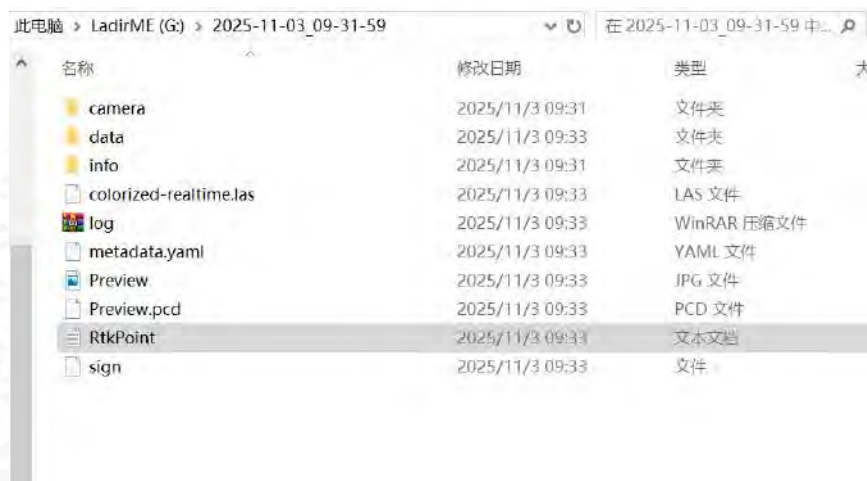 此电脑 > LadirME (G:) > 2025-11-03_09-31-59 在 2025-11-03_09-31-59 中...
名称 修改日期 类型 大
camera 2025/11/3 09:31 文件夹
data 2025/11/3 09:33 文件夹
info 2025/11/3 09:31 文件夹
colorized-realtime.las 2025/11/3 09:33 LAS 文件
log 2025/11/3 09:33 WinRAR 压缩文件
metadata.yaml 2025/11/3 09:33 YAML 文件
Preview 2025/11/3 09:33 JPG 文件
Preview.pcd 2025/11/3 09:33 PCD 文件
RtkPoint 2025/11/3 09:33 文本文档
sign 2025/11/3 09:33 文件